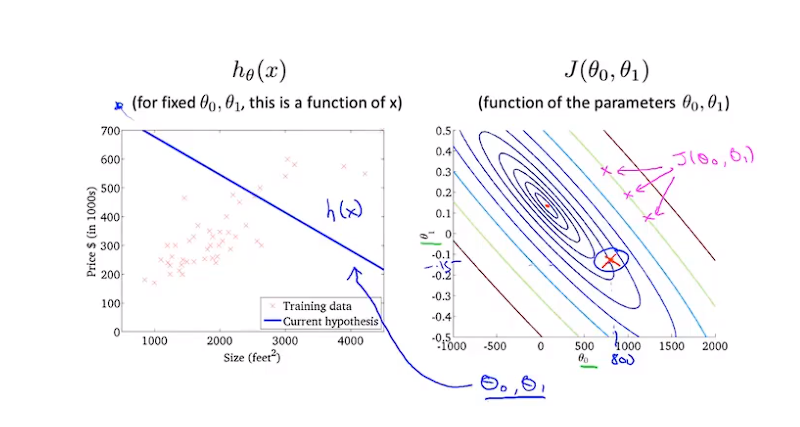 h_θ(x)
(for fixed θ₀, θ₁, this is a function of x)
Price $ (in 1000s)
700
600
500
400
300
200
100
0
1000
2000
3000
4000
Size (feet²)
h(x)
Training data
Current hypothesis
θ₀, θ₁
J(θ₀, θ₁)
(function of the parameters θ₀, θ₁)
θ₁
0.5
0.4
0.3
0.2
0.1
0
-0.1
-0.2
-0.3
-0.4
-0.5
-1000
-500
0
500
1000
1500
2000
θ₀
800
J(θ₀, θ₁)